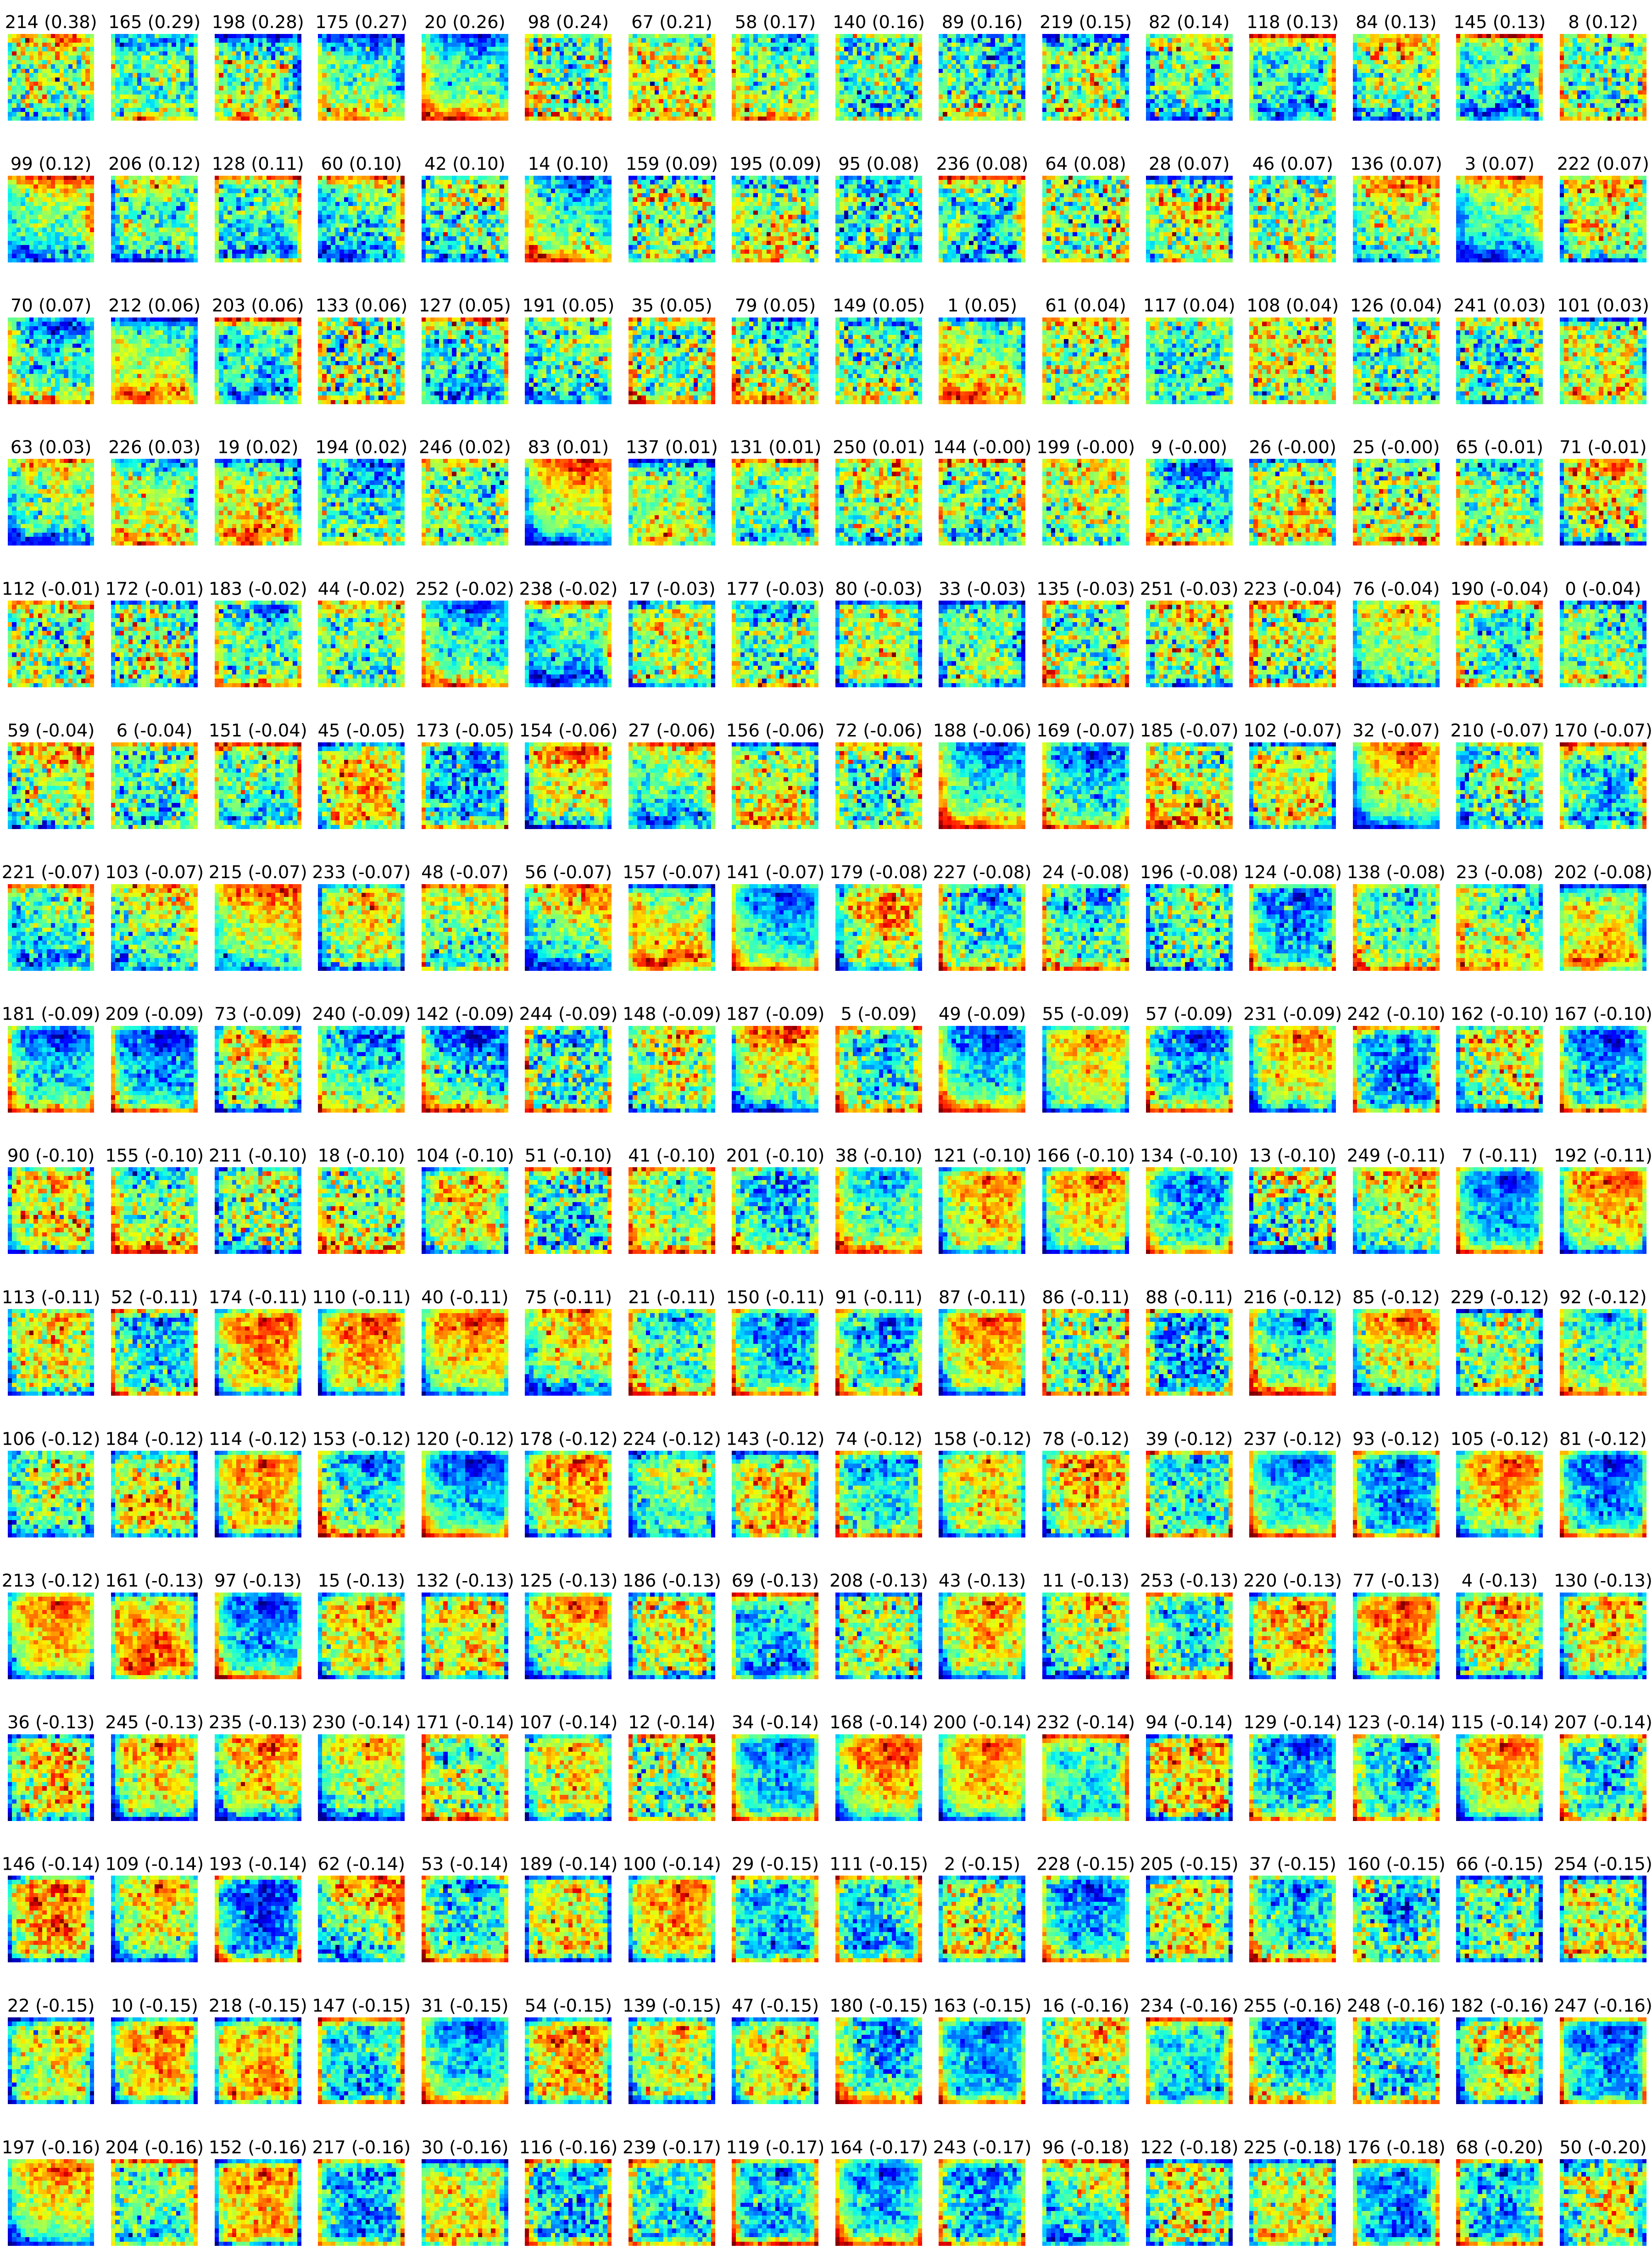 214 (0.38) 165 (0.29) 198 (0.28) 175 (0.27) 20 (0.26) 98 (0.24) 67 (0.21) 58 (0.17) 140 (0.16) 89 (0.16) 219 (0.15) 82 (0.14) 118 (0.13) 84 (0.13) 145 (0.13) 8 (0.12)
99 (0.12) 206 (0.12) 128 (0.11) 60 (0.10) 42 (0.10) 14 (0.10) 159 (0.09) 195 (0.09) 95 (0.08) 236 (0.08) 64 (0.08) 28 (0.07) 46 (0.07) 136 (0.07) 3 (0.07) 222 (0.07)
70 (0.07) 212 (0.06) 203 (0.06) 133 (0.06) 127 (0.05) 191 (0.05) 35 (0.05) 79 (0.05) 149 (0.05) 1 (0.05) 61 (0.04) 117 (0.04) 108 (0.04) 126 (0.04) 241 (0.03) 101 (0.03)
63 (0.03) 226 (0.03) 19 (0.02) 194 (0.02) 246 (0.02) 83 (0.01) 137 (0.01) 131 (0.01) 250 (0.01) 144 (-0.00) 199 (-0.00) 9 (-0.00) 26 (-0.00) 25 (-0.00) 65 (-0.01) 71 (-0.01)
112 (-0.01) 172 (-0.01) 183 (-0.02) 44 (-0.02) 252 (-0.02) 238 (-0.02) 17 (-0.03) 177 (-0.03) 80 (-0.03) 33 (-0.03) 135 (-0.03) 251 (-0.03) 223 (-0.04) 76 (-0.04) 190 (-0.04) 0 (-0.04)
59 (-0.04) 6 (-0.04) 151 (-0.04) 45 (-0.05) 173 (-0.05) 154 (-0.06) 27 (-0.06) 156 (-0.06) 72 (-0.06) 188 (-0.06) 169 (-0.07) 185 (-0.07) 102 (-0.07) 32 (-0.07) 210 (-0.07) 170 (-0.07)
221 (-0.07) 103 (-0.07) 215 (-0.07) 233 (-0.07) 48 (-0.07) 56 (-0.07) 157 (-0.07) 141 (-0.07) 179 (-0.08) 227 (-0.08) 24 (-0.08) 196 (-0.08) 124 (-0.08) 138 (-0.08) 23 (-0.08) 202 (-0.08)
181 (-0.09) 209 (-0.09) 73 (-0.09) 240 (-0.09) 142 (-0.09) 244 (-0.09) 148 (-0.09) 187 (-0.09) 5 (-0.09) 49 (-0.09) 55 (-0.09) 57 (-0.09) 231 (-0.09) 242 (-0.10) 162 (-0.10) 167 (-0.10)
90 (-0.10) 155 (-0.10) 211 (-0.10) 18 (-0.10) 104 (-0.10) 51 (-0.10) 41 (-0.10) 201 (-0.10) 38 (-0.10) 121 (-0.10) 166 (-0.10) 134 (-0.10) 13 (-0.10) 249 (-0.11) 7 (-0.11) 192 (-0.11)
113 (-0.11) 52 (-0.11) 174 (-0.11) 110 (-0.11) 40 (-0.11) 75 (-0.11) 21 (-0.11) 150 (-0.11) 91 (-0.11) 87 (-0.11) 86 (-0.11) 88 (-0.11) 216 (-0.12) 85 (-0.12) 229 (-0.12) 92 (-0.12)
106 (-0.12) 184 (-0.12) 114 (-0.12) 153 (-0.12) 120 (-0.12) 178 (-0.12) 224 (-0.12) 143 (-0.12) 74 (-0.12) 158 (-0.12) 78 (-0.12) 39 (-0.12) 237 (-0.12) 93 (-0.12) 105 (-0.12) 81 (-0.12)
213 (-0.12) 161 (-0.13) 97 (-0.13) 15 (-0.13) 132 (-0.13) 125 (-0.13) 186 (-0.13) 69 (-0.13) 208 (-0.13) 43 (-0.13) 11 (-0.13) 253 (-0.13) 220 (-0.13) 77 (-0.13) 4 (-0.13) 130 (-0.13)
36 (-0.13) 245 (-0.13) 235 (-0.13) 230 (-0.14) 171 (-0.14) 107 (-0.14) 12 (-0.14) 34 (-0.14) 168 (-0.14) 200 (-0.14) 232 (-0.14) 94 (-0.14) 129 (-0.14) 123 (-0.14) 115 (-0.14) 207 (-0.14)
146 (-0.14) 109 (-0.14) 193 (-0.14) 62 (-0.14) 53 (-0.14) 189 (-0.14) 100 (-0.14) 29 (-0.15) 111 (-0.15) 2 (-0.15) 228 (-0.15) 205 (-0.15) 37 (-0.15) 160 (-0.15) 66 (-0.15) 254 (-0.15)
22 (-0.15) 10 (-0.15) 218 (-0.15) 147 (-0.15) 31 (-0.15) 54 (-0.15) 139 (-0.15) 47 (-0.15) 180 (-0.15) 163 (-0.15) 16 (-0.16) 234 (-0.16) 255 (-0.16) 248 (-0.16) 182 (-0.16) 247 (-0.16)
197 (-0.16) 204 (-0.16) 152 (-0.16) 217 (-0.16) 30 (-0.16) 116 (-0.16) 239 (-0.17) 119 (-0.17) 164 (-0.17) 243 (-0.17) 96 (-0.18) 122 (-0.18) 225 (-0.18) 176 (-0.18) 68 (-0.20) 50 (-0.20)